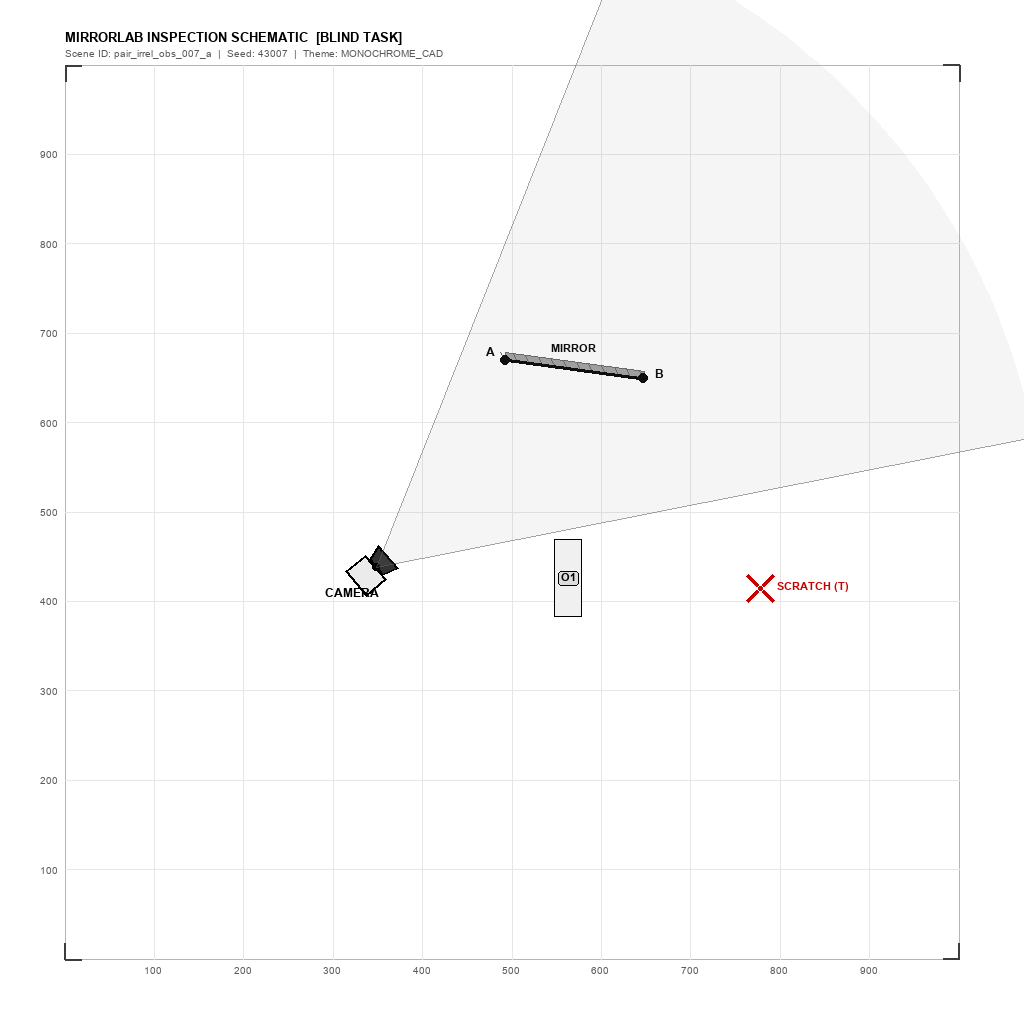 MIRRORLAB INSPECTION SCHEMATIC [BLIND TASK]
Scene ID: pair_irrel_obs_007_a | Seed: 43007 | Theme: MONOCHROME_CAD
900
800
700
600
500
400
300
200
100
A
MIRROR
B
O1
CAMERA
SCRATCH (T)
100
200
300
400
500
600
700
800
900